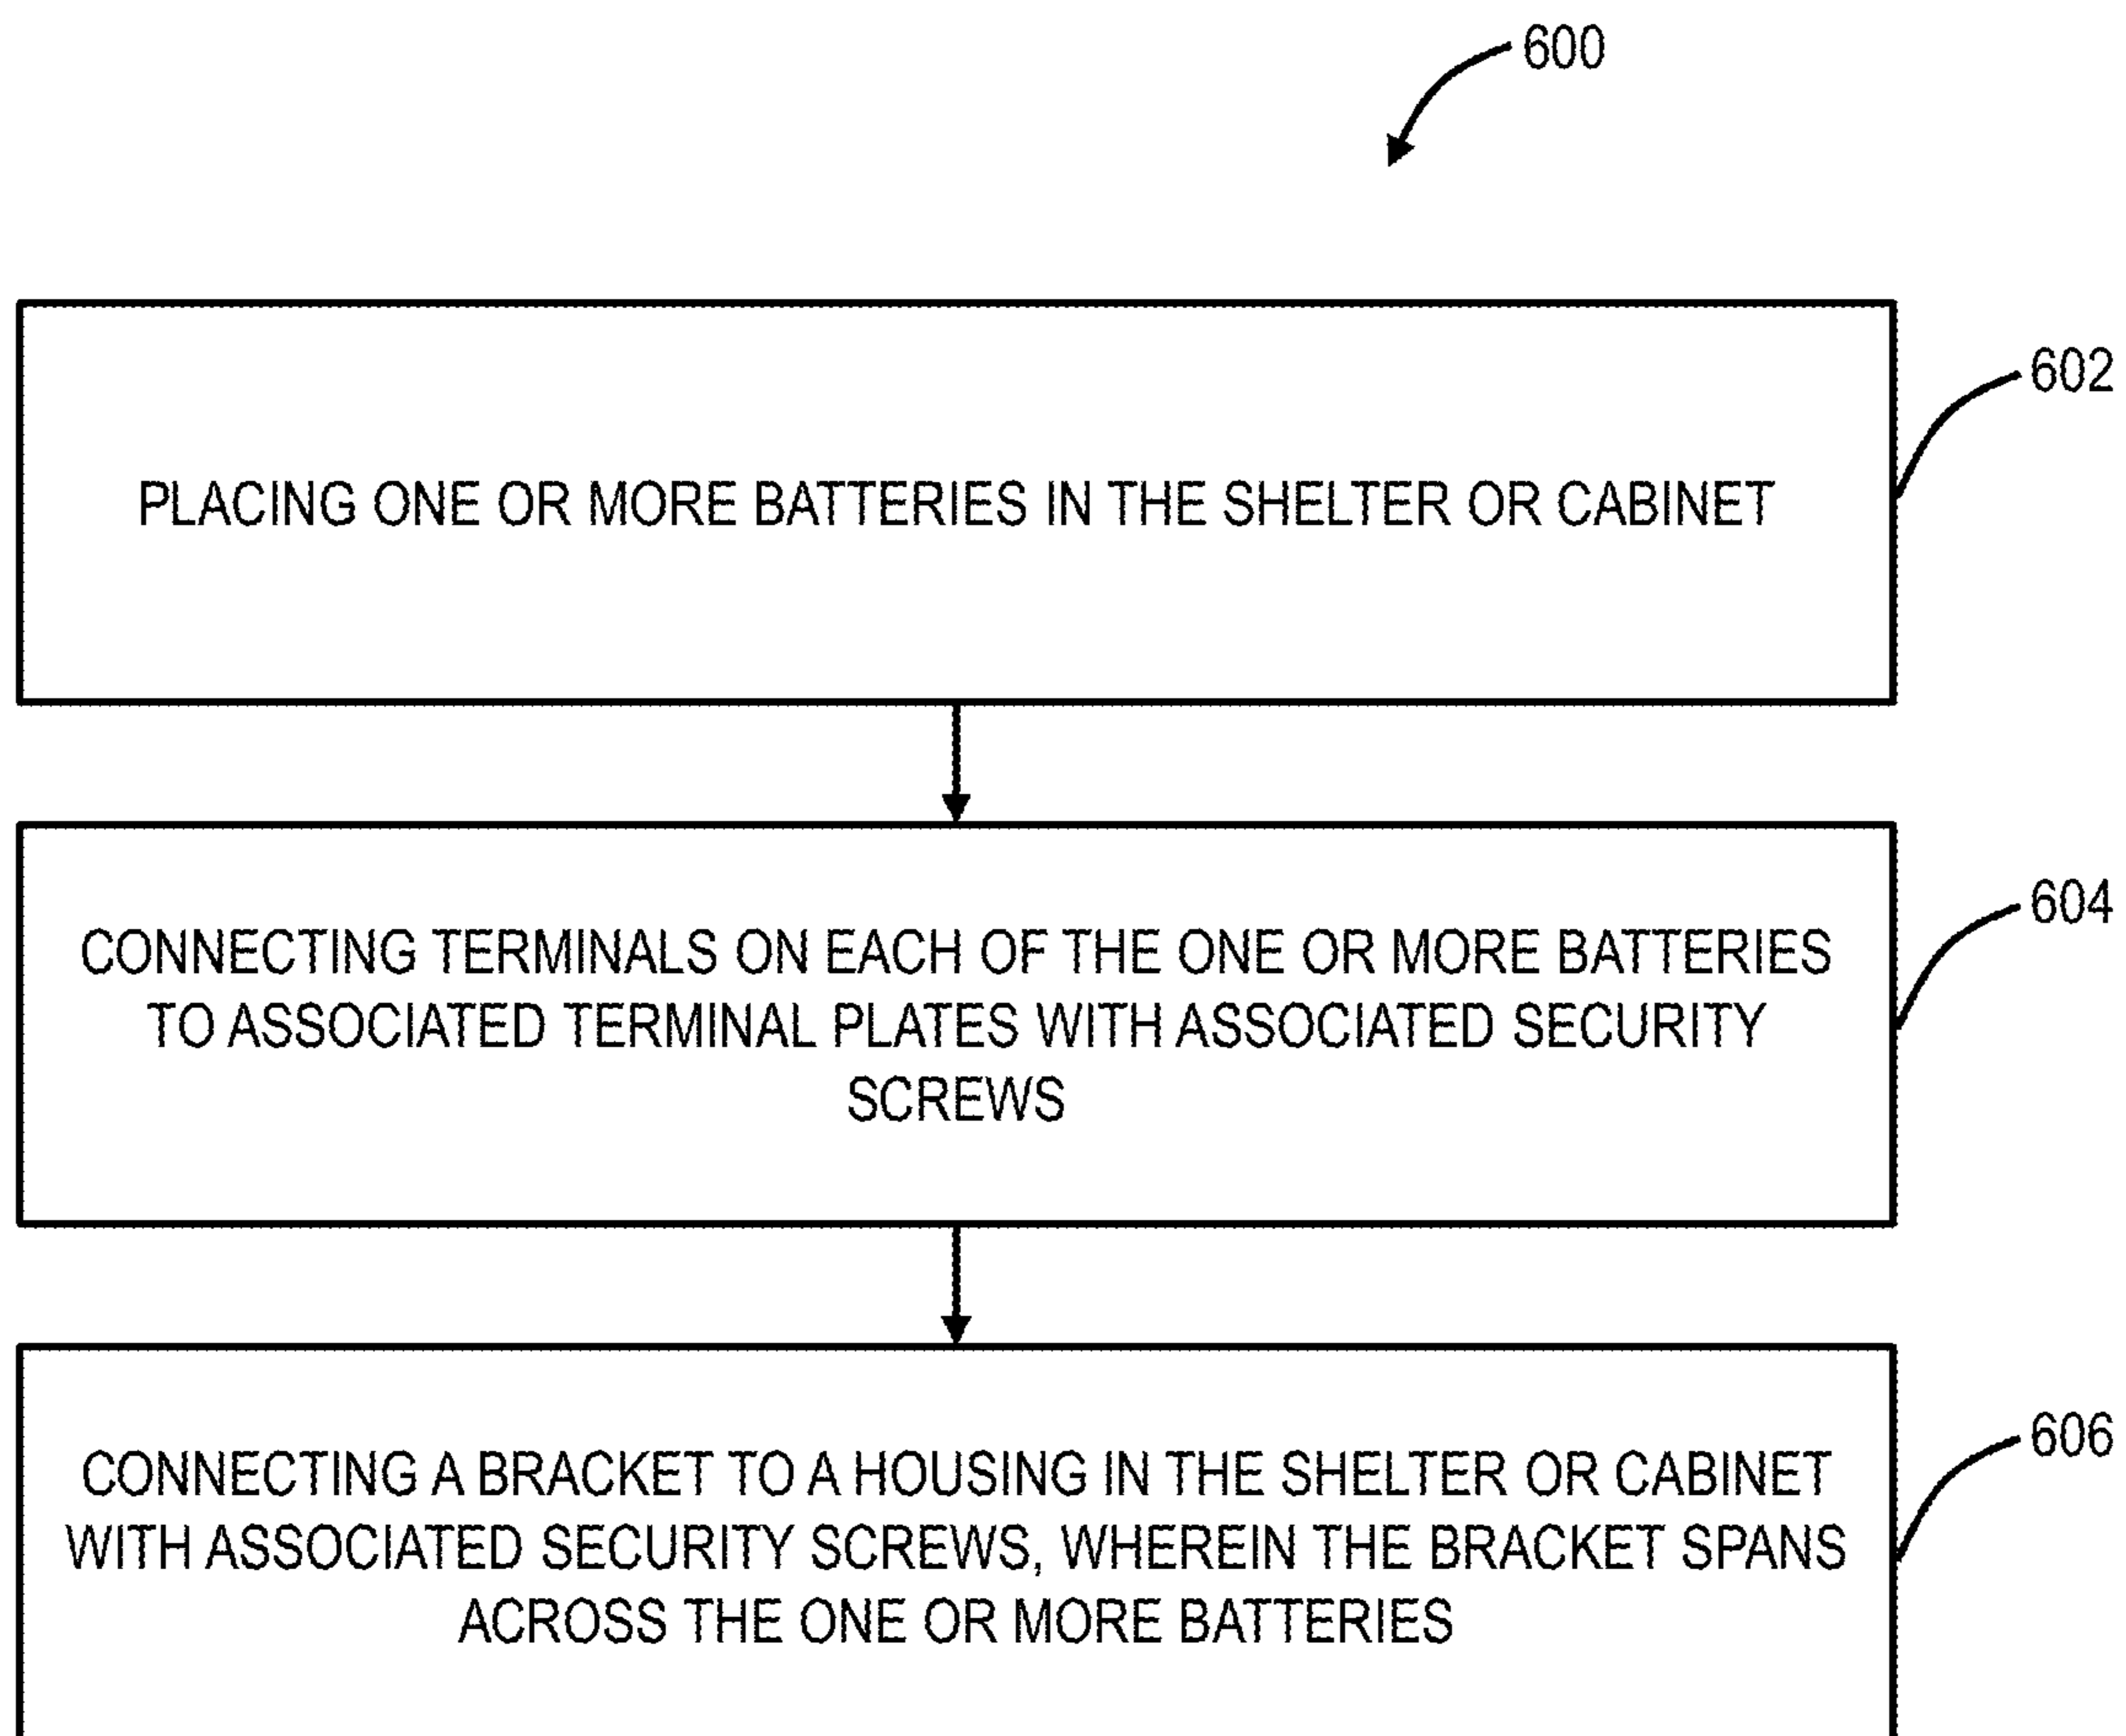 600
602
PLACING ONE OR MORE BATTERIES IN THE SHELTER OR CABINET
604
CONNECTING TERMINALS ON EACH OF THE ONE OR MORE BATTERIES
TO ASSOCIATED TERMINAL PLATES WITH ASSOCIATED SECURITY
SCREWS
606
CONNECTING A BRACKET TO A HOUSING IN THE SHELTER OR CABINET
WITH ASSOCIATED SECURITY SCREWS, WHEREIN THE BRACKET SPANS
ACROSS THE ONE OR MORE BATTERIES